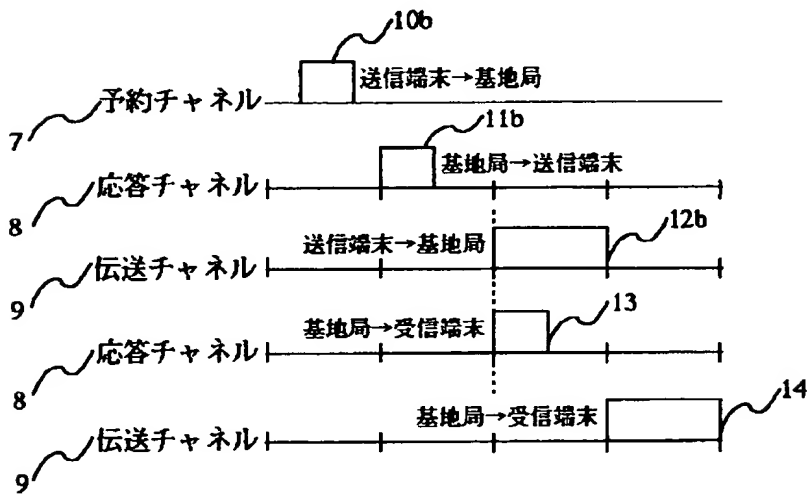 10b
送信端末→基地局
予約チャネル
7
11b
基地局→送信端末
応答チャネル
8
12b
送信端末→基地局
伝送チャネル
9
13
基地局→受信端末
応答チャネル
8
14
基地局→受信端末
伝送チャネル
9